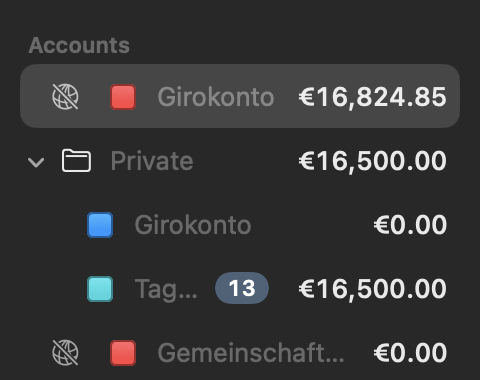 Accounts
Girokonto €16,824.85
Private €16,500.00
Girokonto €0.00
Tag... 13 €16,500.00
Gemeinschaft... €0.00